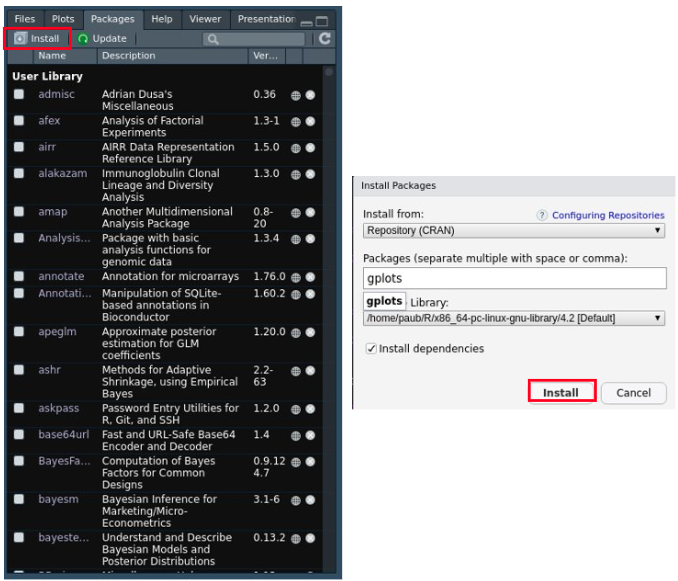 Files Plots Packages Help Viewer Presentation
Install Update
Name Description Ver...
User Library
admisc Adrian Dusa's 0.36
Miscellaneous
afex Analysis of Factorial 1.3-1
Experiments
airr AIRR Data Representation 1.5.0
Reference Library
alakazam Immunoglobulin Clonal 1.3.0
Lineage and Diversity
Analysis
amap Another Multidimensional 0.8-
Analysis Package 20
Analysis... Package with basic 1.3.4
analysis functions for
genomic data
annotate Annotation for microarrays 1.76.0
Annotati... Manipulation of SQLite- 1.60.2
based annotations in
Bioconductor
apeglm Approximate posterior 1.20.0
estimation for GLM
coefficients
ashr Methods for Adaptive 2.2-
Shrinkage, using Empirical 63
Bayes
askpass Password Entry Utilities for 1.2.0
R, Git, and SSH
base64url Fast and URL-Safe Base64 1.4
Encoder and Decoder
BayesFa... Computation of Bayes 0.9.12
Factors for Common 4.7
Designs
bayesm Bayesian Inference for 3.1-6
Marketing/Micro-
Econometrics
bayeste... Understand and Describe 0.13.2
Bayesian Models and
Posterior Distributions
Install Packages
Install from: ? Configuring Repositories
Repository (CRAN)
Packages (separate multiple with space or comma):
gplots
gplots Library:
/home/paub/R/x86_64-pc-linux-gnu-library/4.2 [Default]
Install dependencies
Install Cancel